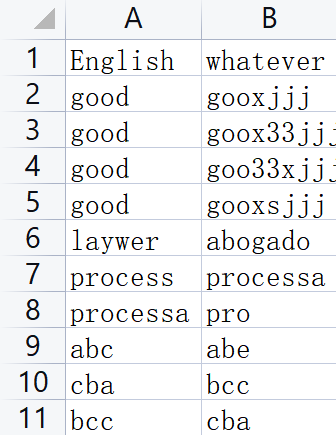 A B
1 English whatever
2 good gooxjjj
3 good goox33jjj
4 good goo33xjjj
5 good gooxsjjj
6 laywer abogado
7 process processa
8 processa pro
9 abc abe
10 cba bcc
11 bcc cba